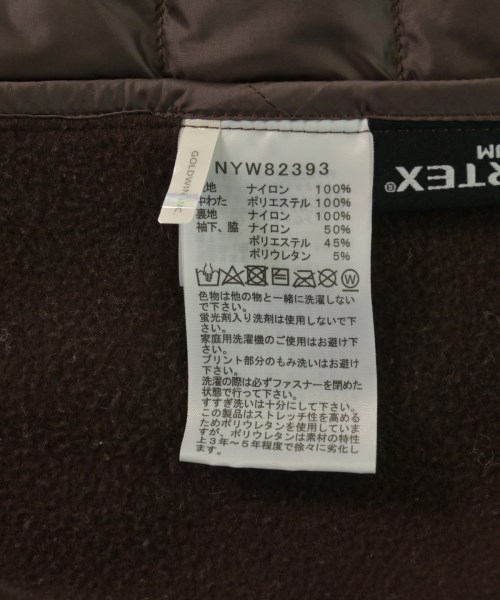 GOLDWIN INC
NYW82393
地 ナイロン 100%
中わた ポリエステル 100%
裏地 ナイロン 100%
袖下、脇 ナイロン 50%
ポリエステル 45%
ポリウレタン 5%
W
色物は他の物と一緒に洗濯しない
で下さい。
蛍光剤入り洗剤は使用しないで下
さい。
家庭用洗濯機のご使用はお避け下
さい。
プリント部分のもみ洗いはお避け
下さい。
洗濯の際は必ずファスナーを閉めた
状態で行って下さい。
すすぎ洗いは十分にして下さい。
この製品はストレッチ性を高める
ためポリウレタンを使用していま
すが、ポリウレタンは素材の特性
上3年～5年程度で徐々に劣化し
ます。
RTEX®
UM